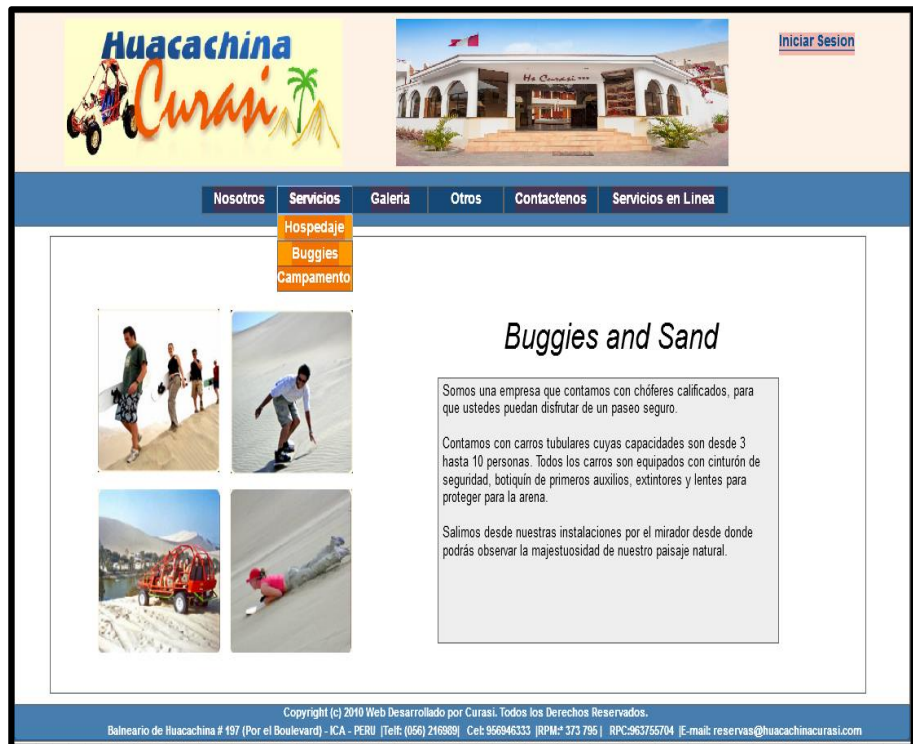 Huacachina
Curasi
Ho Curasi ***
Iniciar Sesion
Nosotros Servicios Galeria Otros Contactenos Servicios en Linea
Hospedaje
Buggies
Campamento
Buggies and Sand
Somos una empresa que contamos con chóferes calificados, para
que ustedes puedan disfrutar de un paseo seguro.
Contamos con carros tubulares cuyas capacidades son desde 3
hasta 10 personas. Todos los carros son equipados con cinturón de
seguridad, botiquín de primeros auxilios, extintores y lentes para
proteger para la arena.
Salimos desde nuestras instalaciones por el mirador desde donde
podrás observar la majestuosidad de nuestro paisaje natural.
Copyright (c) 2010 Web Desarrollado por Curasi. Todos los Derechos Reservados.
Balneario de Huacachina # 197 (Por el Boulevard) - ICA - PERU |Telf: (056) 216989| Cel: 956946333 |RPM:* 373 795 | RPC:963755704 |E-mail: reservas@huacachinacurasi.com